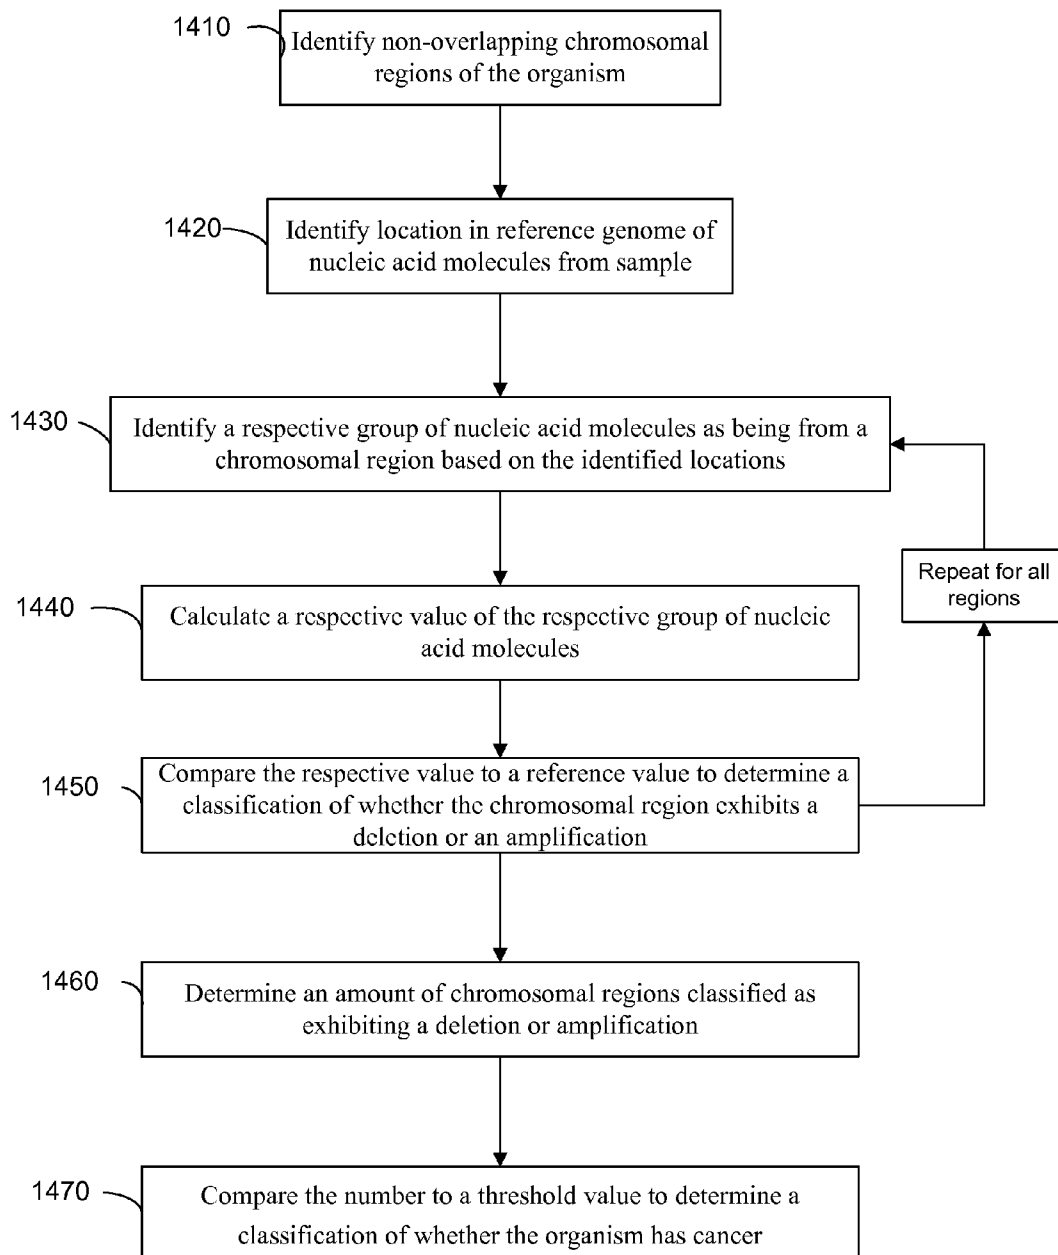 1410
Identify non-overlapping chromosomal
regions of the organism
1420
Identify location in reference genome of
nucleic acid molecules from sample
1430
Identify a respective group of nucleic acid molecules as being from a
chromosomal region based on the identified locations
Repeat for all
regions
1440
Calculate a respective value of the respective group of nucleic
acid molecules
1450
Compare the respective value to a reference value to determine a
classification of whether the chromosomal region exhibits a
deletion or an amplification
1460
Determine an amount of chromosomal regions classified as
exhibiting a deletion or amplification
1470
Compare the number to a threshold value to determine a
classification of whether the organism has cancer